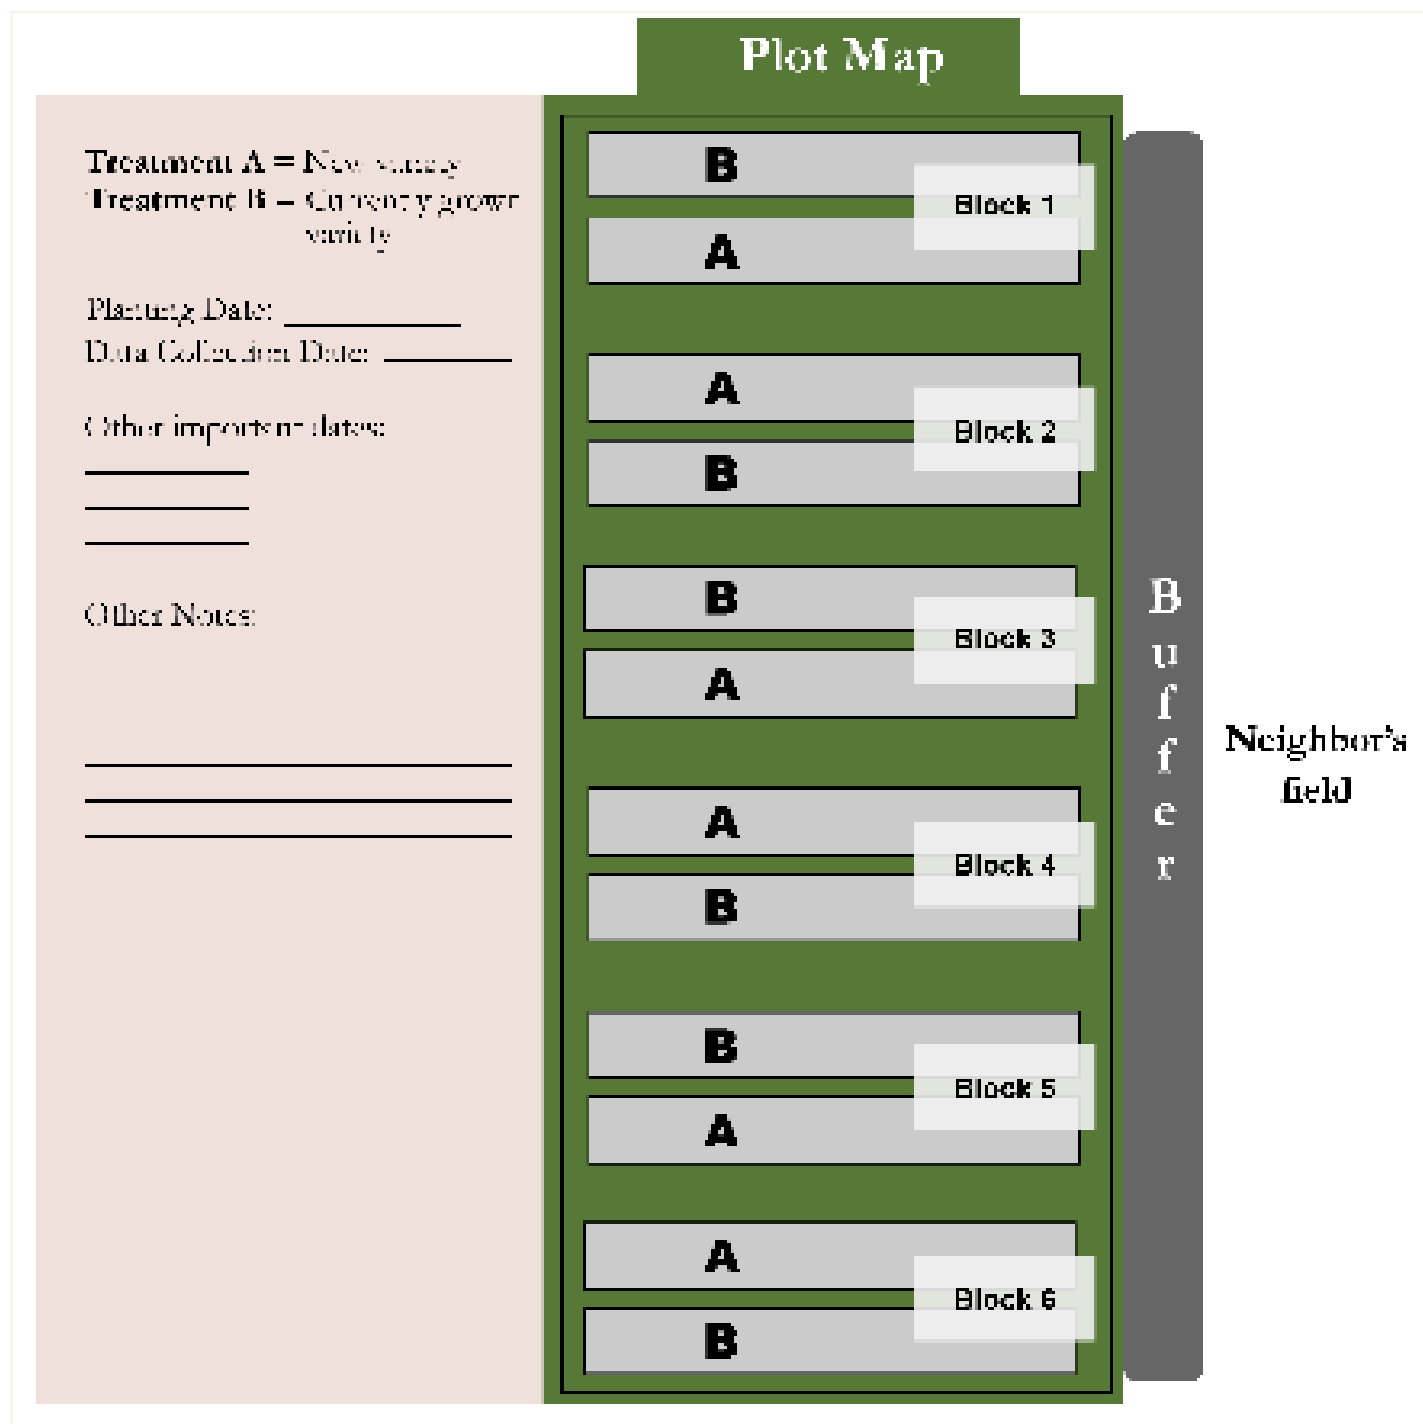 Plot Map
Treatment A = New variety
Treatment B = Currently grown
variety
Planting Date:
Data Collection Date:
Other important dates:
Other Notes:
B
Block 1
A
A
Block 2
B
B
Block 3
A
A
Block 4
B
B
Block 5
A
A
Block 6
B
Buffer
Neighbor's
field